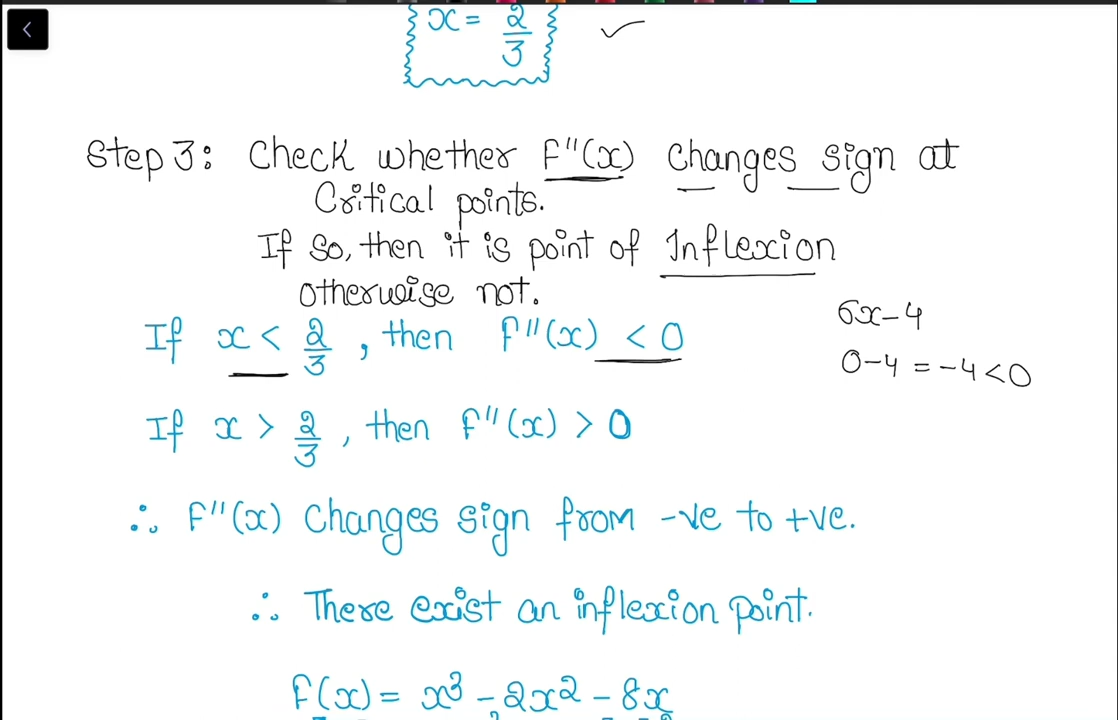 x = 2/3
Step 3: Check whether f''(x) changes sign at
Critical points.
If so, then it is point of Inflexion
otherwise not.
6x-4
If x < 2/3, then f''(x) < 0
0-4 = -4<0
If x > 2/3, then f''(x) > 0
∴ f''(x) changes sign from -ve to +ve.
∴ There exist an inflexion point.
f(x) = x³ - 2x² - 8x